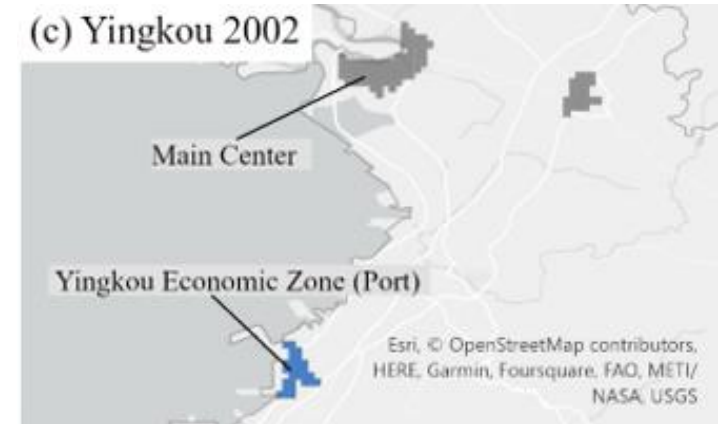 (c) Yingkou 2002
Main Center
Yingkou Economic Zone (Port)
Esri, © OpenStreetMap contributors,
HERE, Garmin, Foursquare, FAO, METI/
NASA, USGS